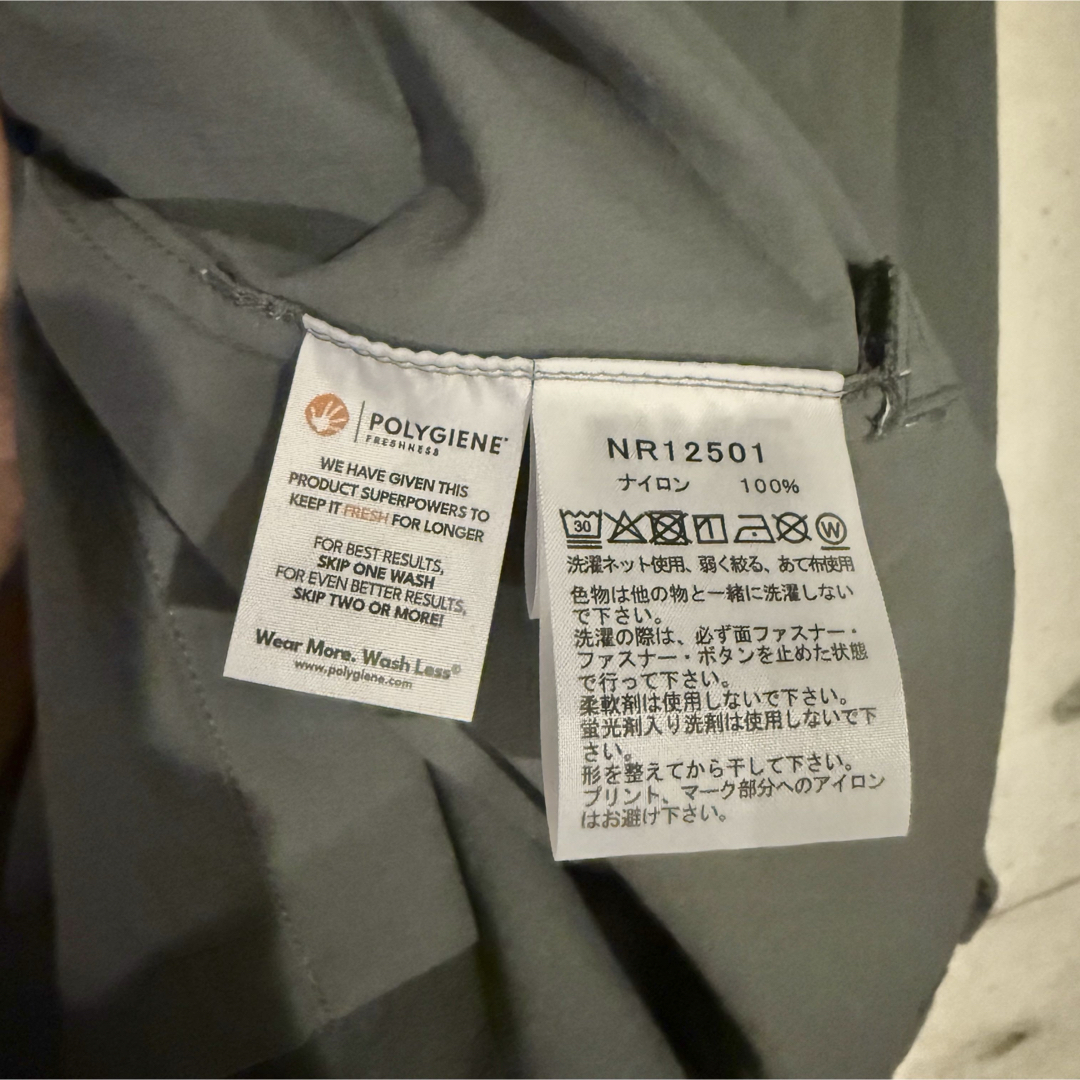 POLYGIENE
FRESHNESS
WE HAVE GIVEN THIS
PRODUCT SUPERPOWERS TO
KEEP IT FRESH FOR LONGER
FOR BEST RESULTS,
SKIP ONE WASH
FOR EVEN BETTER RESULTS,
SKIP TWO OR MORE!
Wear More. Wash Less®
www.polygiene.com
NR12501
ナイロン 100%
30 W
洗濯ネット使用、弱く絞る、あて布使用
色物は他の物と一緒に洗濯しない
で下さい。
洗濯の際は、必ず面ファスナー・
ファスナー・ボタンを止めた状態
で行って下さい。
柔軟剤は使用しないで下さい。
蛍光剤入り洗剤は使用しないで下
さい。
形を整えてから干して下さい。
プリント、マーク部分へのアイロン
はお避け下さい。